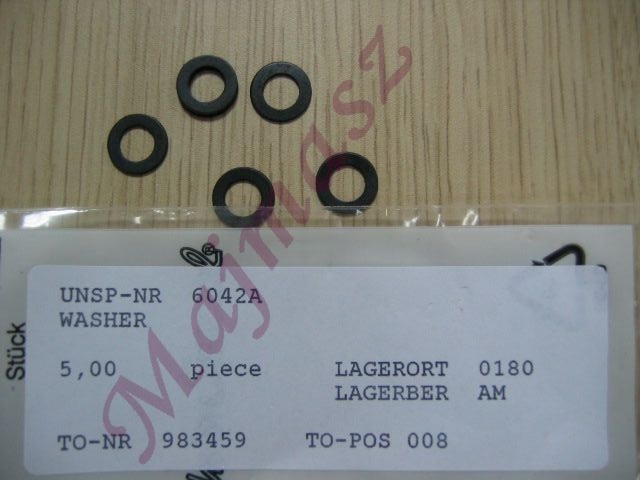 Majmasz
UNSP-NR 6042A
WASHER
5,00 piece LAGERORT 0180
LAGERBER AM
TO-NR 983459 TO-POS 008
Stück
®